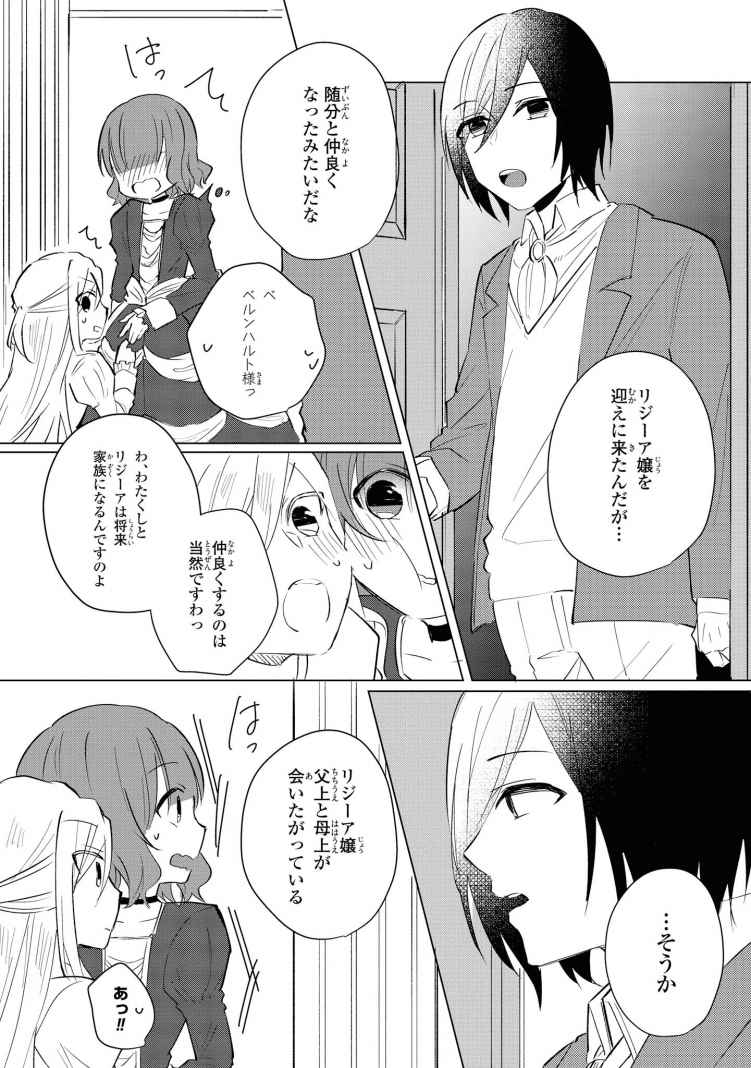 リジーア嬢を
迎えに来たんだが…
随分と仲良く
なったみたいだな
はっ
べ
ベルンハルト様っ
わ、わたくしと
リジーアは将来
家族になるんですのよ
仲良くするのは
当然ですわっ
…そうか
リジーア嬢
父上と母上が
会いたがっている
はっ
あっ!!